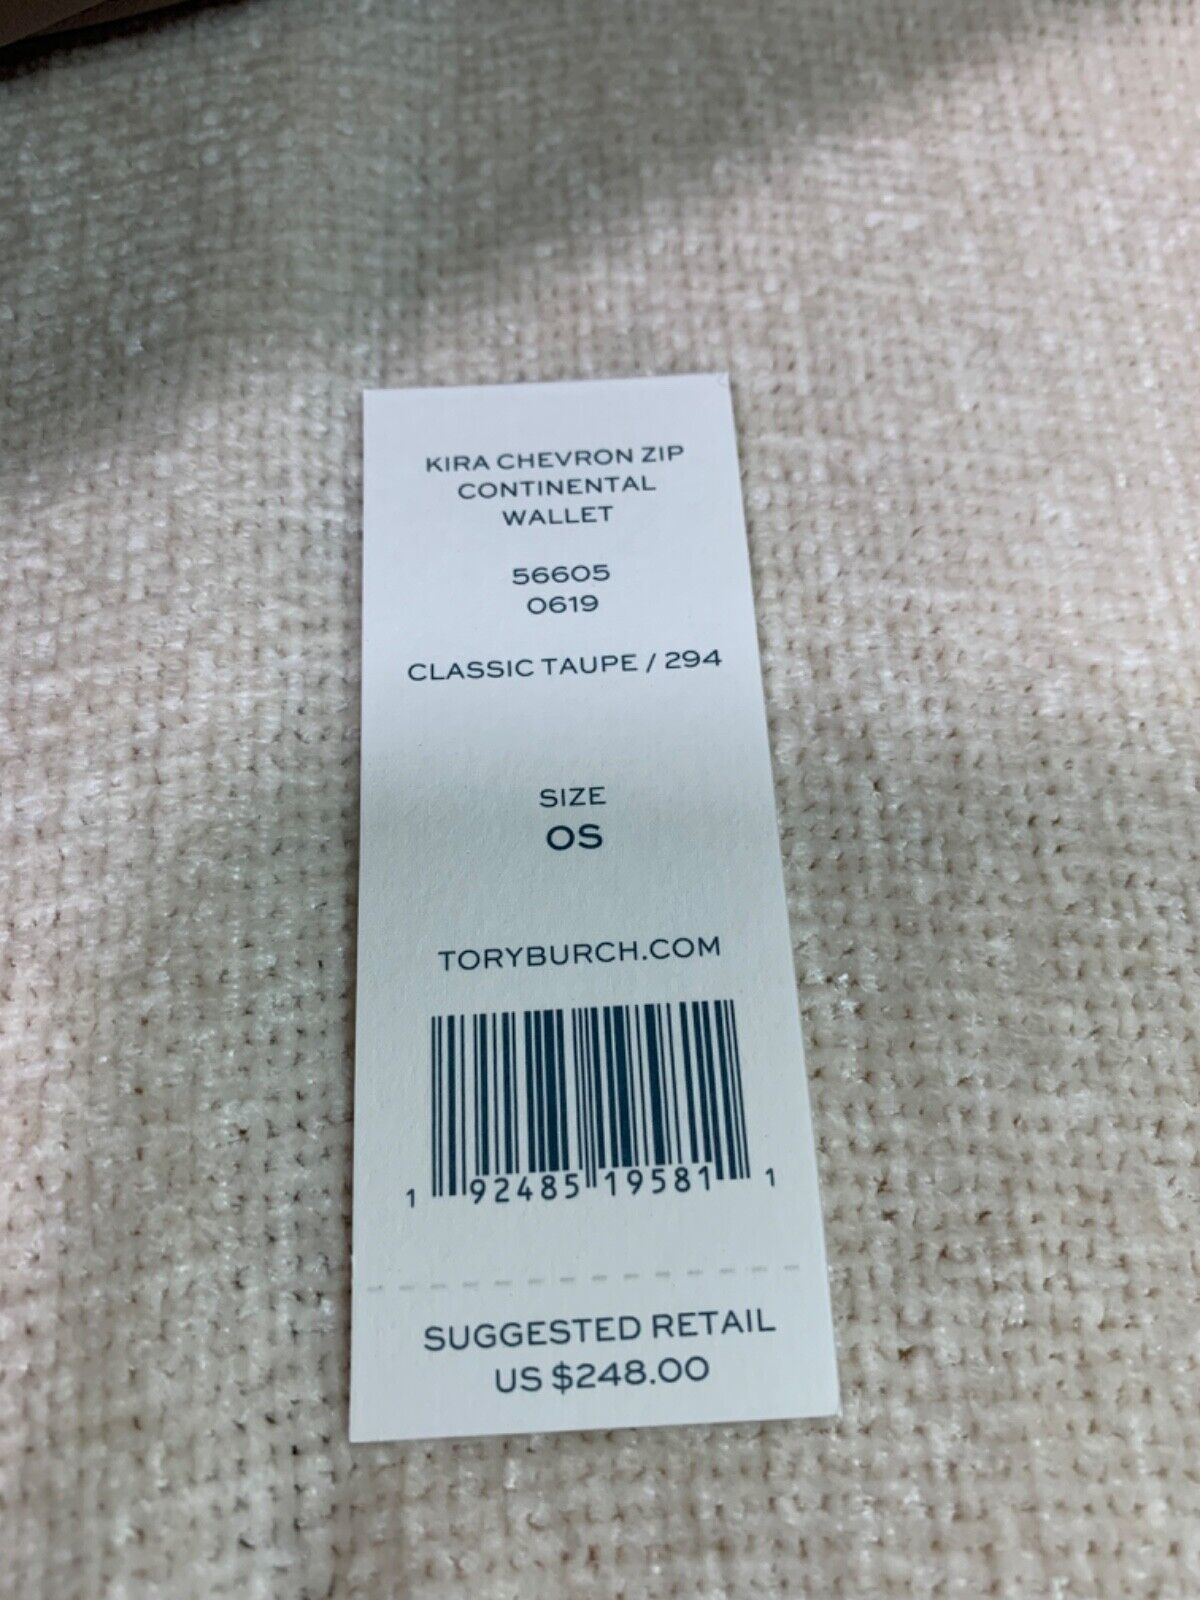 KIRA CHEVRON ZIP
CONTINENTAL
WALLET
56605
0619
CLASSIC TAUPE / 294
SIZE
OS
TORYBURCH.COM
1 92485 19581 1
SUGGESTED RETAIL
US $248.00